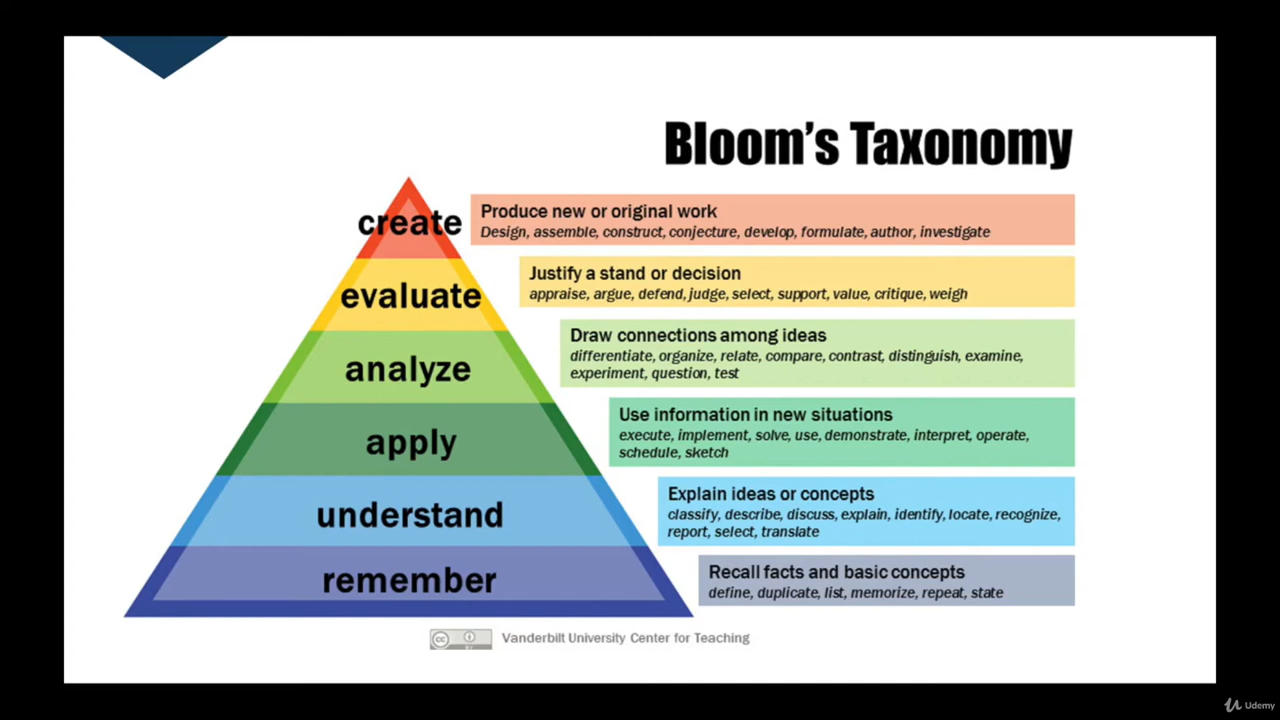 Bloom's Taxonomy
create
Produce new or original work
Design, assemble, construct, conjecture, develop, formulate, author, investigate
evaluate
Justify a stand or decision
appraise, argue, defend, judge, select, support, value, critique, weigh
analyze
Draw connections among ideas
differentiate, organize, relate, compare, contrast, distinguish, examine,
experiment, question, test
apply
Use information in new situations
execute, implement, solve, use, demonstrate, interpret, operate,
schedule, sketch
understand
Explain ideas or concepts
classify, describe, discuss, explain, identify, locate, recognize,
report, select, translate
remember
Recall facts and basic concepts
define, duplicate, list, memorize, repeat, state
cc BY Vanderbilt University Center for Teaching
Udemy